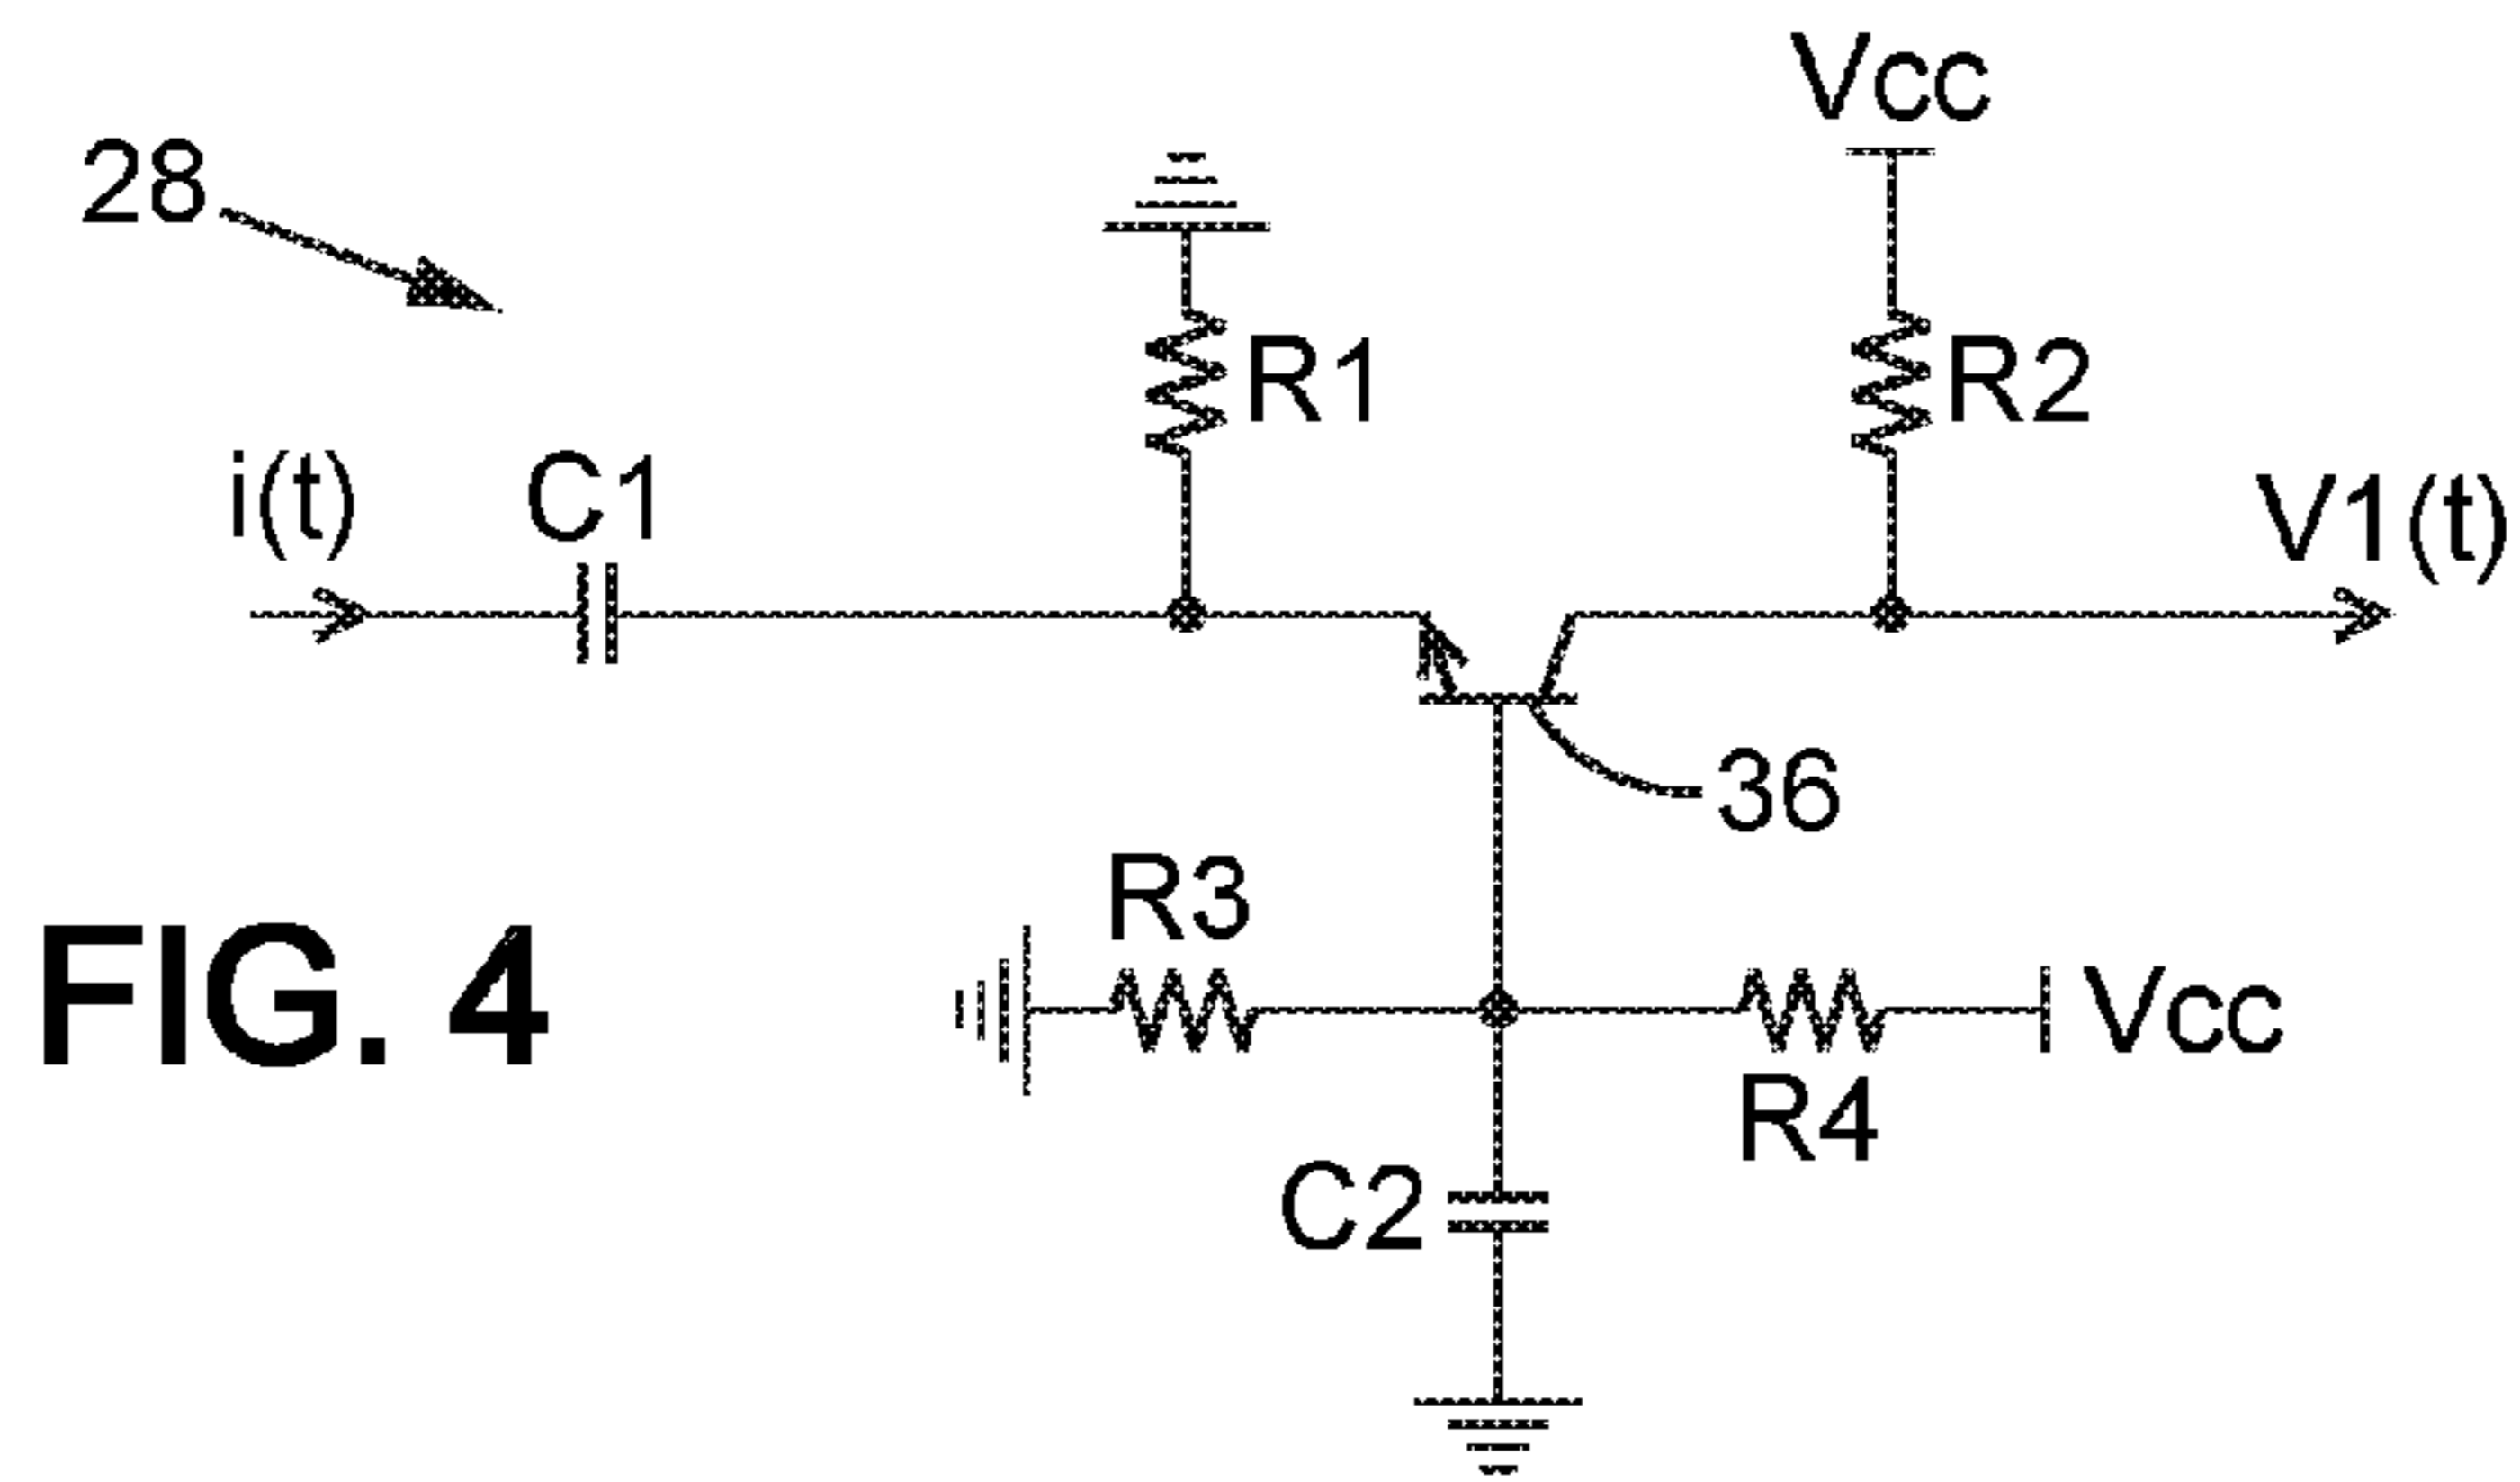 Vcc
28
R1
R2
i(t)
C1
V1(t)
36
R3
FIG. 4
Vcc
R4
C2